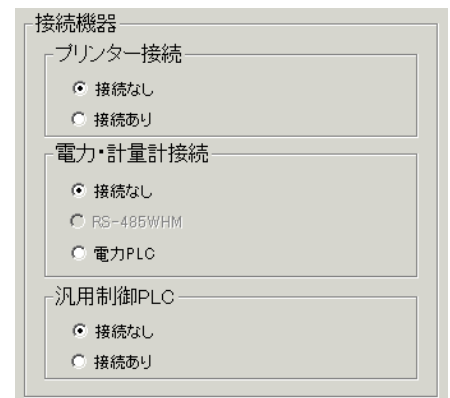 接続機器
プリンター接続
接続なし
接続あり
電力・計量計接続
接続なし
RS-485WHM
電力PLC
汎用制御PLC
接続なし
接続あり